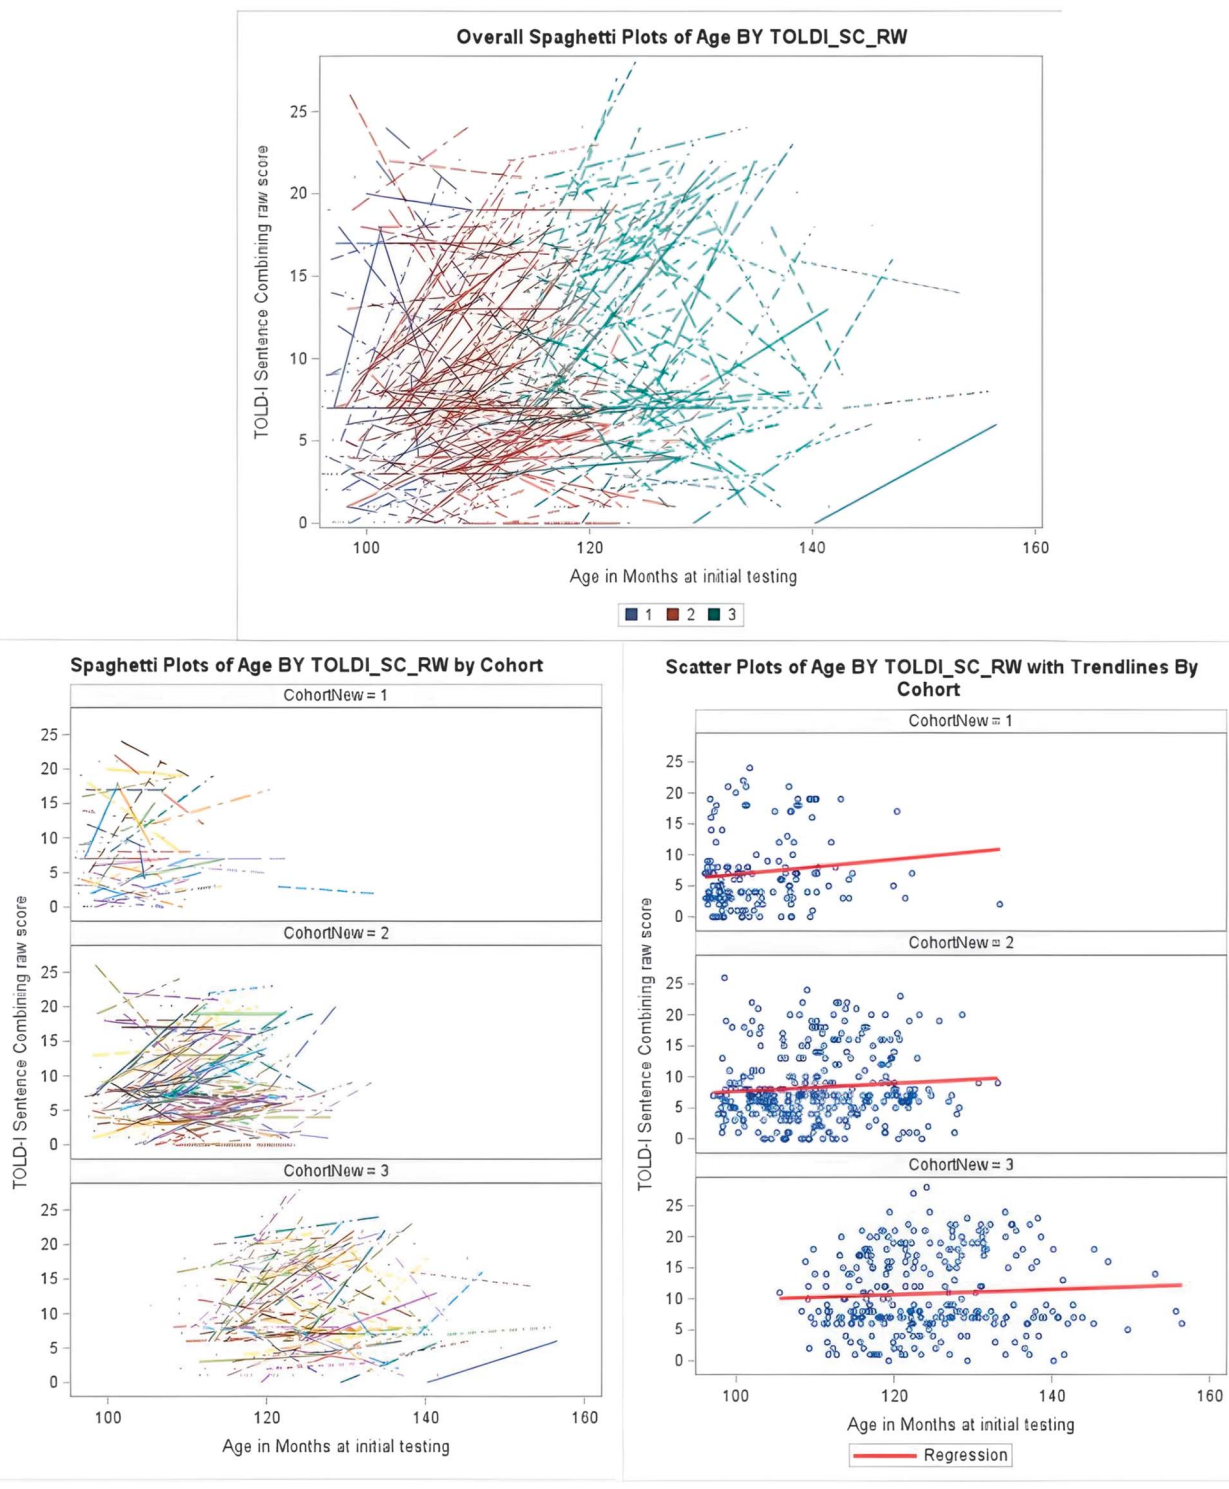 Overall Spaghetti Plots of Age BY TOLDI_SC_RW
TOLD-I Sentence Combining raw score
25
20
15
10
5
0
100 120 140 160
Age in Months at initial testing
1 2 3
Spaghetti Plots of Age BY TOLDI_SC_RW by Cohort
TOLD-I Sentence Combining raw score
CohortNew = 1
25
20
15
10
5
0
CohortNew = 2
25
20
15
10
5
0
CohortNew = 3
25
20
15
10
5
0
100 120 140 160
Age in Months at initial testing
Scatter Plots of Age BY TOLDI_SC_RW with Trendlines By
Cohort
TOLD-I Sentence Combining raw score
CohortNew = 1
25
20
15
10
5
0
CohortNew = 2
25
20
15
10
5
0
CohortNew = 3
25
20
15
10
5
0
100 120 140 160
Age in Months at initial testing
Regression